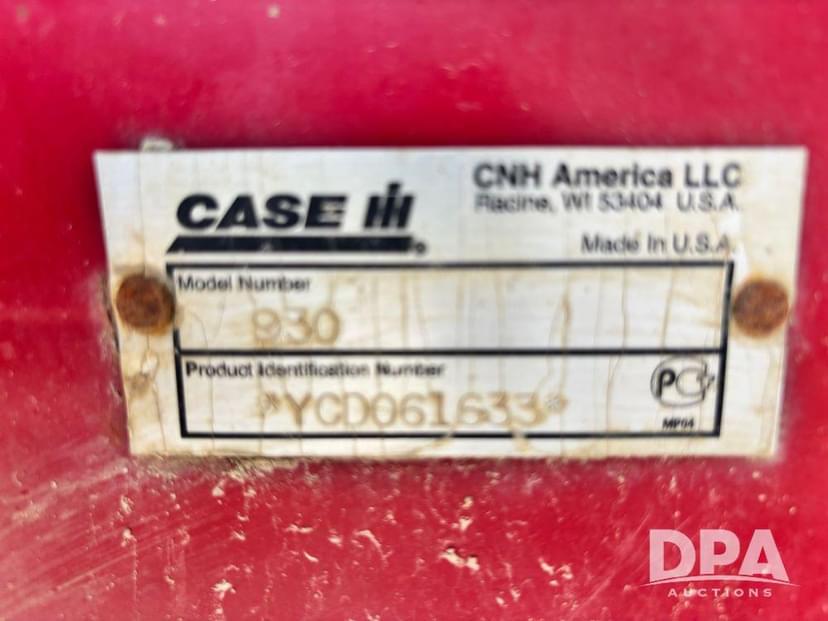 CASE IH
CNH America LLC
Racine, WI 53404 U.S.A.
Made In U.S.A.
Model Number
930
Product Identification Number
*YCD061633*
PC
MP04
DPA
AUCTIONS